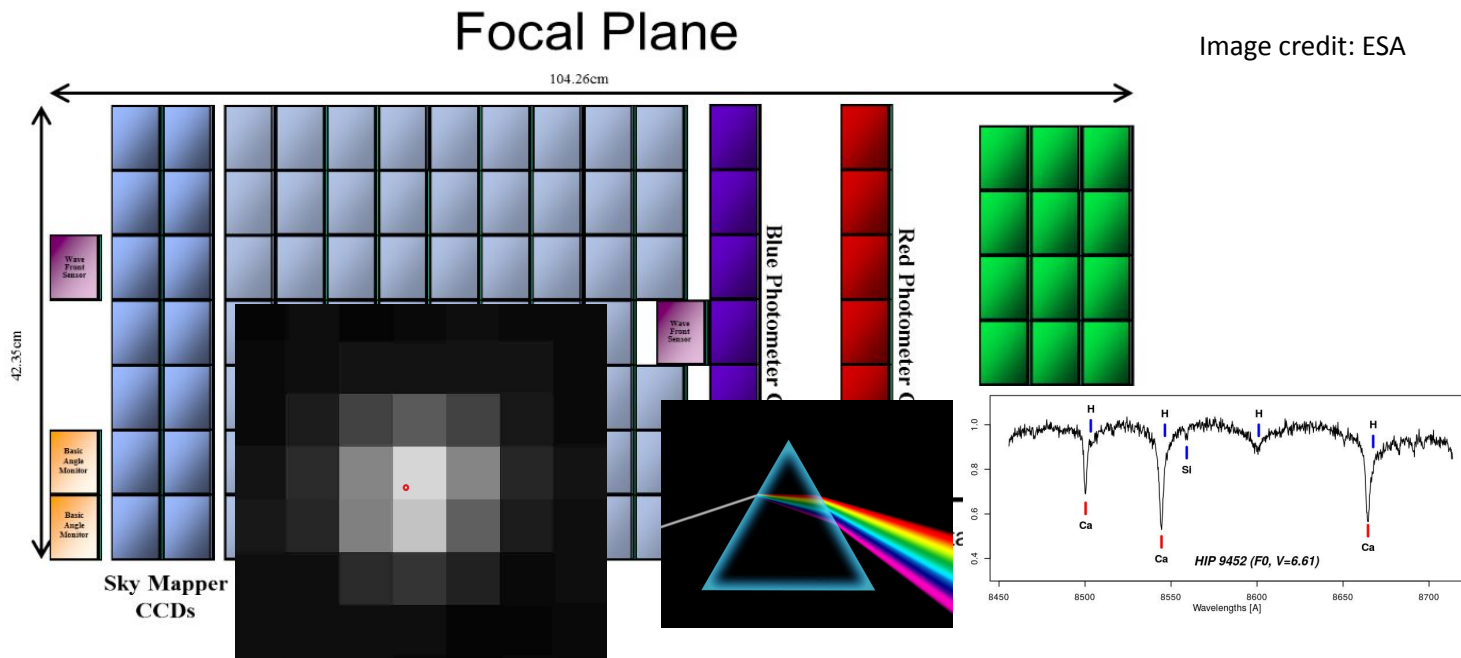 Focal Plane
Image credit: ESA
104.26cm
42.35cm
Wave
Front
Sensor
Wave
Front
Sensor
Basic
Angle
Monitor
Basic
Angle
Monitor
Sky Mapper
CCDs
Blue Photometer
Red Photometer
H
H
H
H
Si
Ca
Ca
Ca
HIP 9452 (F0, V=6.61)
1.0
0.8
0.6
0.4
8450
8500
8550
8600
8650
8700
Wavelengths [A]